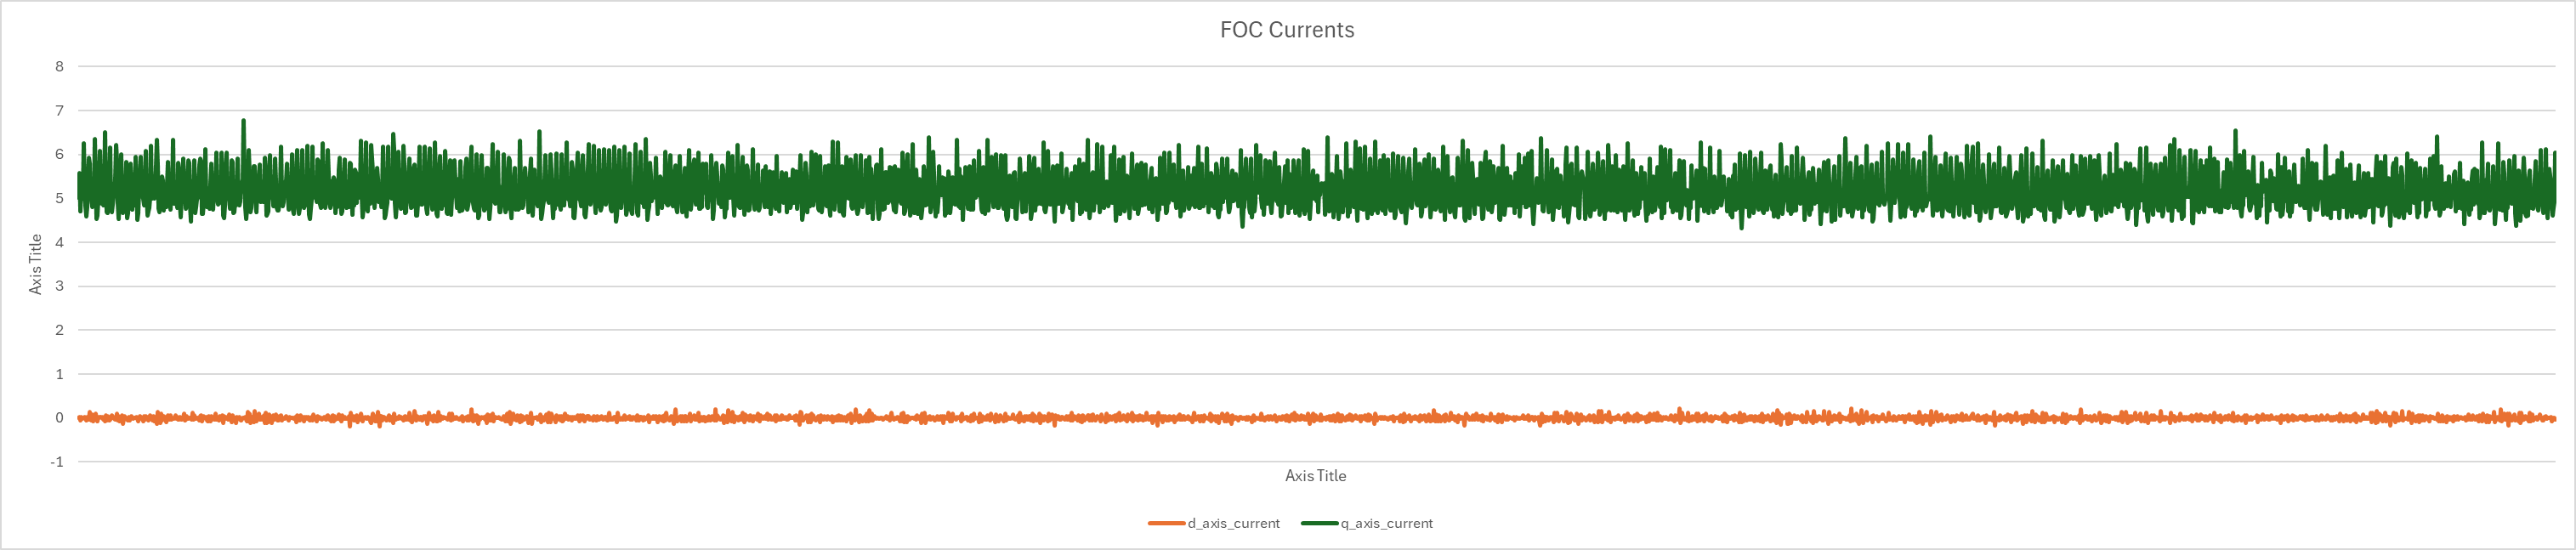 FOC Currents
8
7
6
5
4
3
2
1
0
-1
Axis Title
Axis Title
d_axis_current
q_axis_current